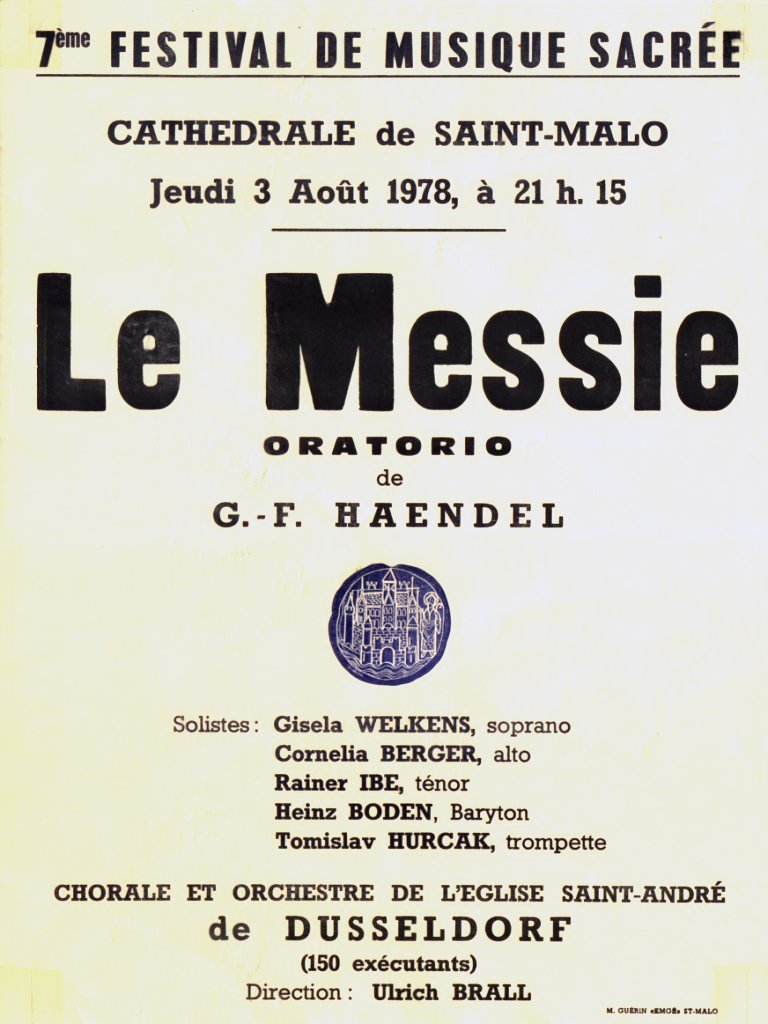 7ème FESTIVAL DE MUSIQUE SACRÉE
CATHEDRALE de SAINT-MALO
Jeudi 3 Août 1978, à 21 h. 15
Le Messie
ORATORIO
de
G.-F. HAENDEL
Solistes : Gisela WELKENS, soprano
Cornelia BERGER, alto
Rainer IBE, ténor
Heinz BODEN, Baryton
Tomislav HURCAK, trompette
CHORALE ET ORCHESTRE DE L'EGLISE SAINT-ANDRÉ
de DUSSELDORF
(150 exécutants)
Direction : Ulrich BRALL
M. GUÉRIN «EMGÉ» ST-MALO